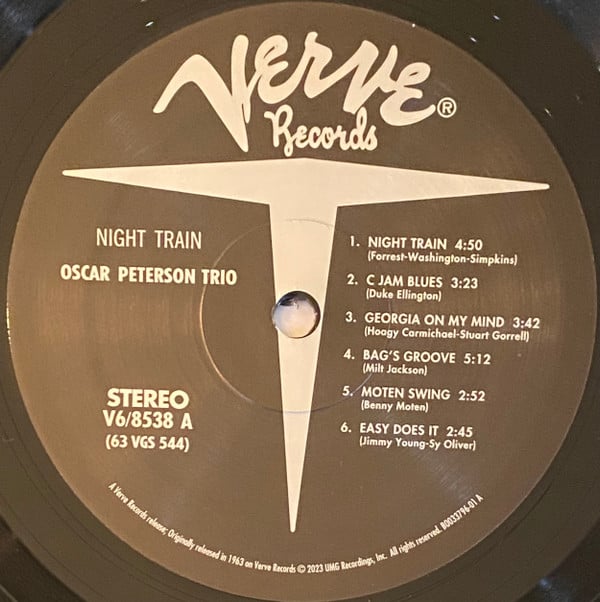 VERVE®
Records
NIGHT TRAIN
OSCAR PETERSON TRIO
STEREO
V6/8538 A
(63 VGS 544)
1. NIGHT TRAIN 4:50
(Forrest-Washington-Simpkins)
2. C JAM BLUES 3:23
(Duke Ellington)
3. GEORGIA ON MY MIND 3:42
(Hoagy Carmichael-Stuart Gorrell)
4. BAG'S GROOVE 5:12
(Milt Jackson)
5. MOTEN SWING 2:52
(Benny Moten)
6. EASY DOES IT 2:45
(Jimmy Young-Sy Oliver)
A Verve Records release; Originally released in 1963 on Verve Records © 2023 UMG Recordings, Inc. All rights reserved. B0033796-01 A